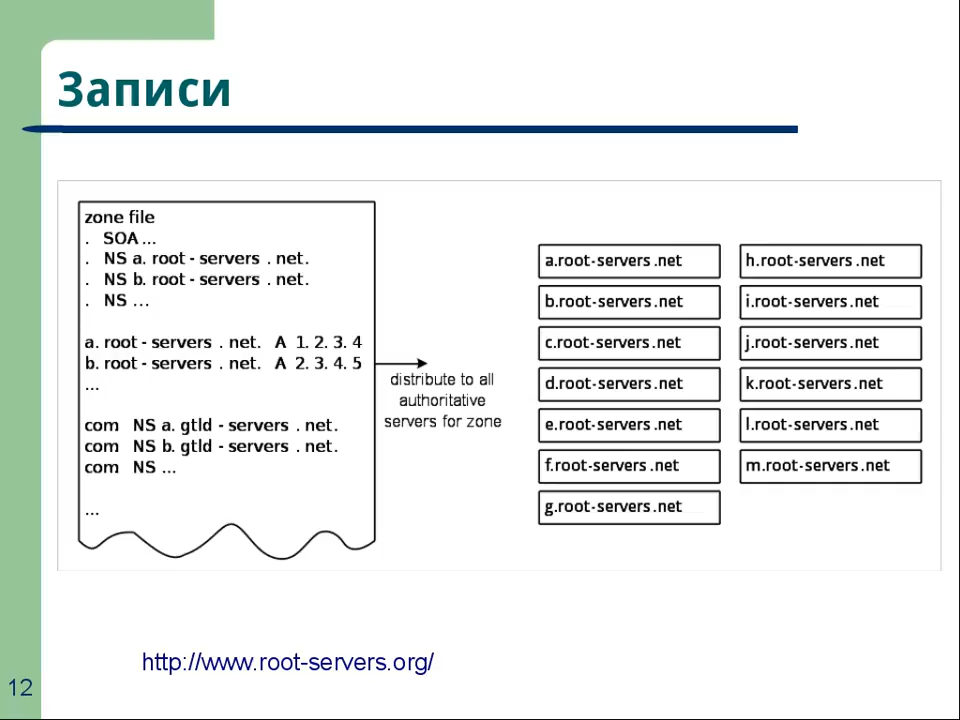 Записи
zone file
. SOA ...
. NS a. root - servers . net.
. NS b. root - servers . net.
. NS ...
a. root - servers . net. A 1. 2. 3. 4
b. root - servers . net. A 2. 3. 4. 5
...
com NS a. gtld - servers . net.
com NS b. gtld - servers . net.
com NS ...
...
distribute to all
authoritative
servers for zone
a.root-servers.net
b.root-servers.net
c.root-servers.net
d.root-servers.net
e.root-servers.net
f.root-servers.net
g.root-servers.net
h.root-servers.net
i.root-servers.net
j.root-servers.net
k.root-servers.net
l.root-servers.net
m.root-servers.net
http://www.root-servers.org/
12